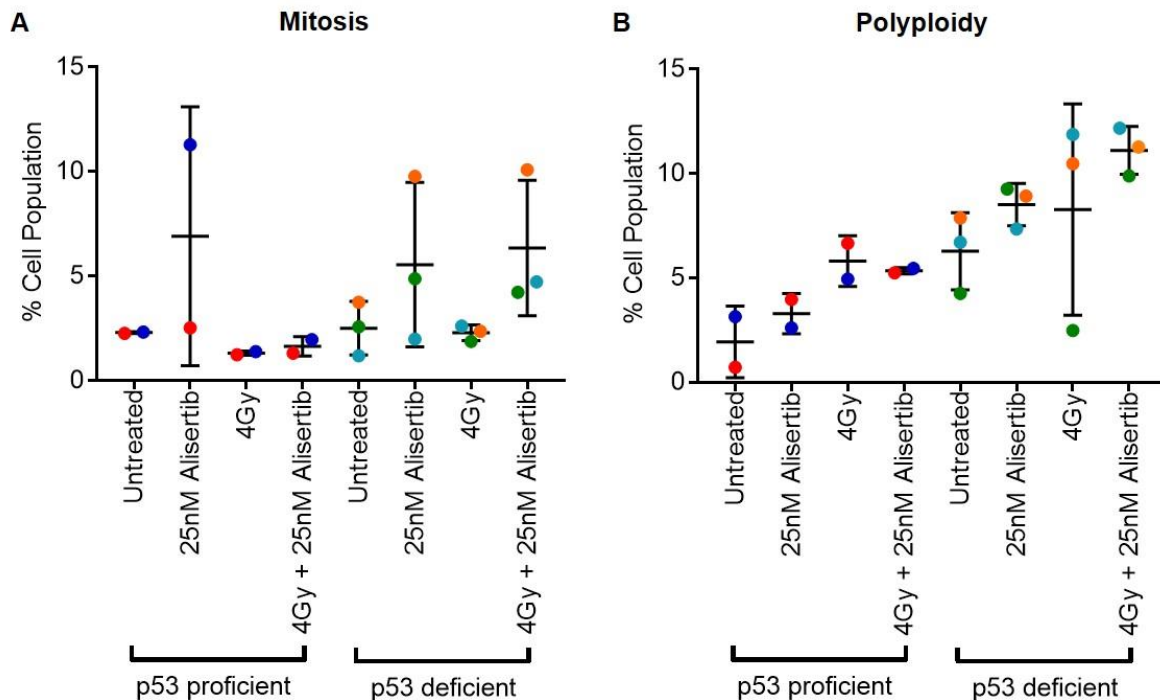 A
Mitosis
% Cell Population
15
10
5
0
Untreated
25nM Alisertib
4Gy
4Gy + 25nM Alisertib
Untreated
25nM Alisertib
4Gy
4Gy + 25nM Alisertib
p53 proficient
p53 deficient
B
Polyploidy
% Cell Population
15
10
5
0
Untreated
25nM Alisertib
4Gy
4Gy + 25nM Alisertib
Untreated
25nM Alisertib
4Gy
4Gy + 25nM Alisertib
p53 proficient
p53 deficient